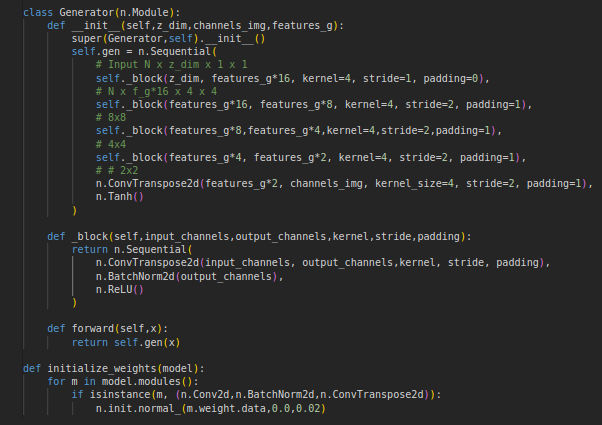 class Generator(n.Module):
    def __init__(self,z_dim,channels_img,features_g):
        super(Generator,self).__init__()
        self.gen = n.Sequential(
            # Input N x z_dim x 1 x 1
            self._block(z_dim, features_g*16, kernel=4, stride=1, padding=0),
            # N x f_g*16 x 4 x 4
            self._block(features_g*16, features_g*8, kernel=4, stride=2, padding=1),
            # 8x8
            self._block(features_g*8,features_g*4,kernel=4,stride=2,padding=1),
            # 4x4
            self._block(features_g*4, features_g*2, kernel=4, stride=2, padding=1),
            # # 2x2
            n.ConvTranspose2d(features_g*2, channels_img, kernel_size=4, stride=2, padding=1),
            n.Tanh()
        )
    def _block(self,input_channels,output_channels,kernel,stride,padding):
        return n.Sequential(
            n.ConvTranspose2d(input_channels, output_channels,kernel, stride, padding),
            n.BatchNorm2d(output_channels),
            n.ReLU()
        )
    def forward(self,x):
        return self.gen(x)
def initialize_weights(model):
    for m in model.modules():
        if isinstance(m, (n.Conv2d,n.BatchNorm2d,n.ConvTranspose2d)):
            n.init.normal_(m.weight.data,0.0,0.02)